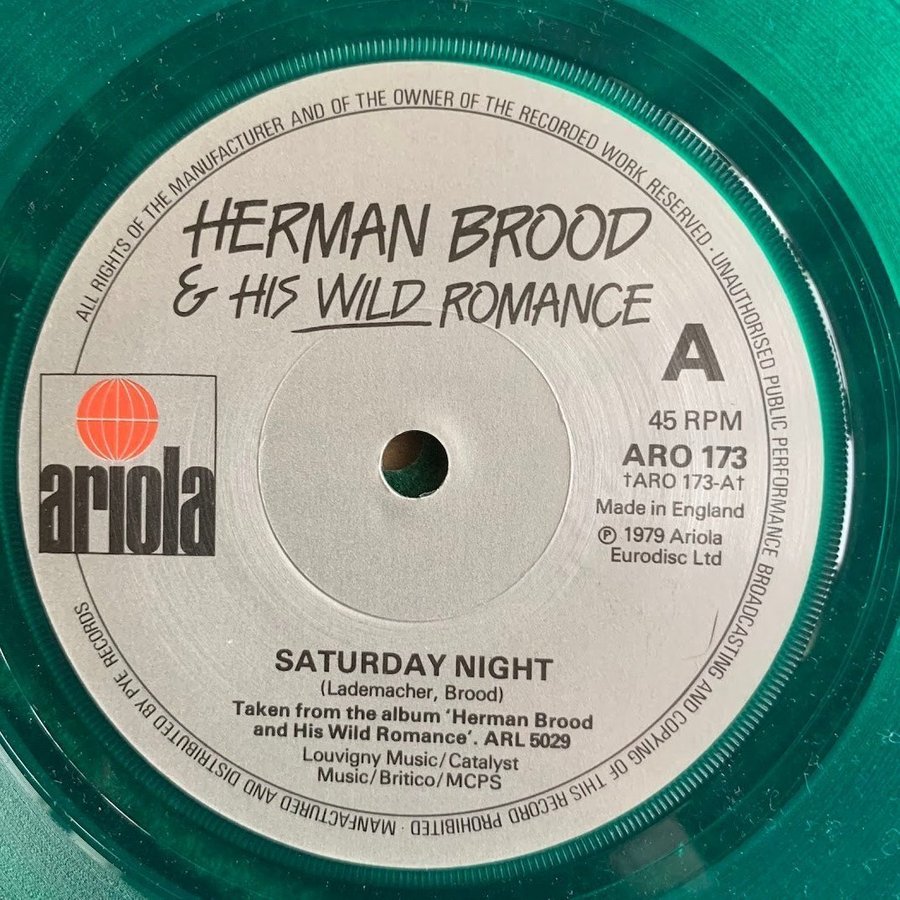 ALL RIGHTS OF THE MANUFACTURER AND OF THE OWNER OF THE RECORDED WORK RESERVED · UNAUTHORISED PUBLIC PERFORMANCE BROADCASTING AND COPYING OF THIS RECORD PROHIBITED · MANFACTURED AND DISTRIBUTED BY PYE RECORDS
HERMAN BROOD
& HIS WILD ROMANCE
A
ariola
45 RPM
ARO 173
†ARO 173-A†
Made in England
℗ 1979 Ariola
Eurodisc Ltd
SATURDAY NIGHT
(Lademacher, Brood)
Taken from the album 'Herman Brood
and His Wild Romance'. ARL 5029
Louvigny Music/Catalyst
Music/Britico/MCPS